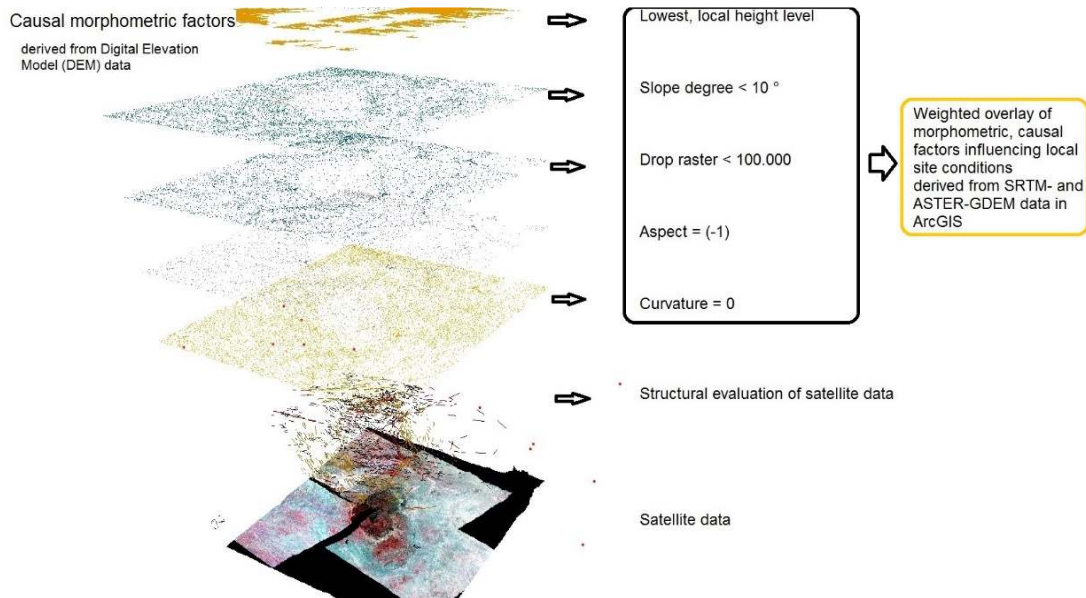 Causal morphometric factors
derived from Digital Elevation
Model (DEM) data
Lowest, local height level
Slope degree < 10 °
Drop raster < 100.000
Aspect = (-1)
Curvature = 0
Weighted overlay of
morphometric, causal
factors influencing local
site conditions
derived from SRTM- and
ASTER-GDEM data in
ArcGIS
Structural evaluation of satellite data
Satellite data